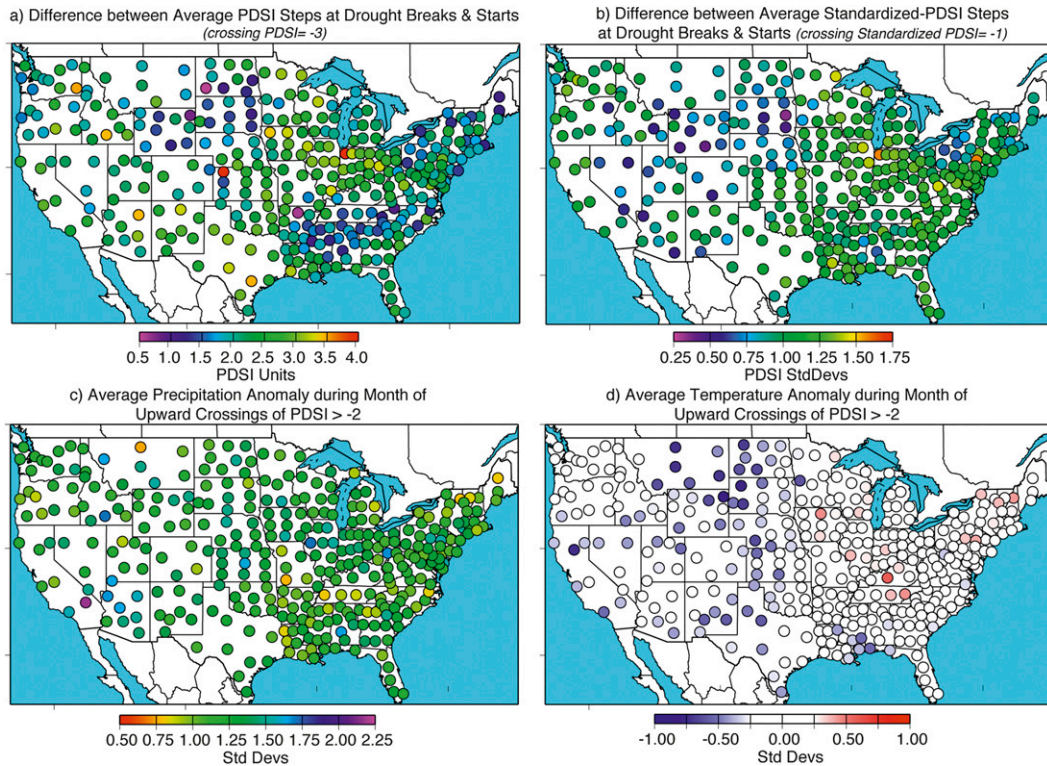 a) Difference between Average PDSI Steps at Drought Breaks & Starts
(crossing PDSI= -3)
0.5 1.0 1.5 2.0 2.5 3.0 3.5 4.0
PDSI Units
b) Difference between Average Standardized-PDSI Steps
at Drought Breaks & Starts (crossing Standardized PDSI= -1)
0.25 0.50 0.75 1.00 1.25 1.50 1.75
PDSI StdDevs
c) Average Precipitation Anomaly during Month of
Upward Crossings of PDSI > -2
0.50 0.75 1.00 1.25 1.50 1.75 2.00 2.25
Std Devs
d) Average Temperature Anomaly during Month of
Upward Crossings of PDSI > -2
-1.00 -0.50 0.00 0.50 1.00
Std Devs